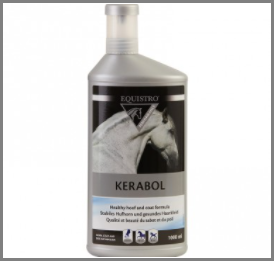 EQUISTRO
KERABOL
Healthy hoof and coat formula
Stabiles Hufhorn und gesundes Haarkleid
Qualité et beauté du sabot et du poil
1000 ml